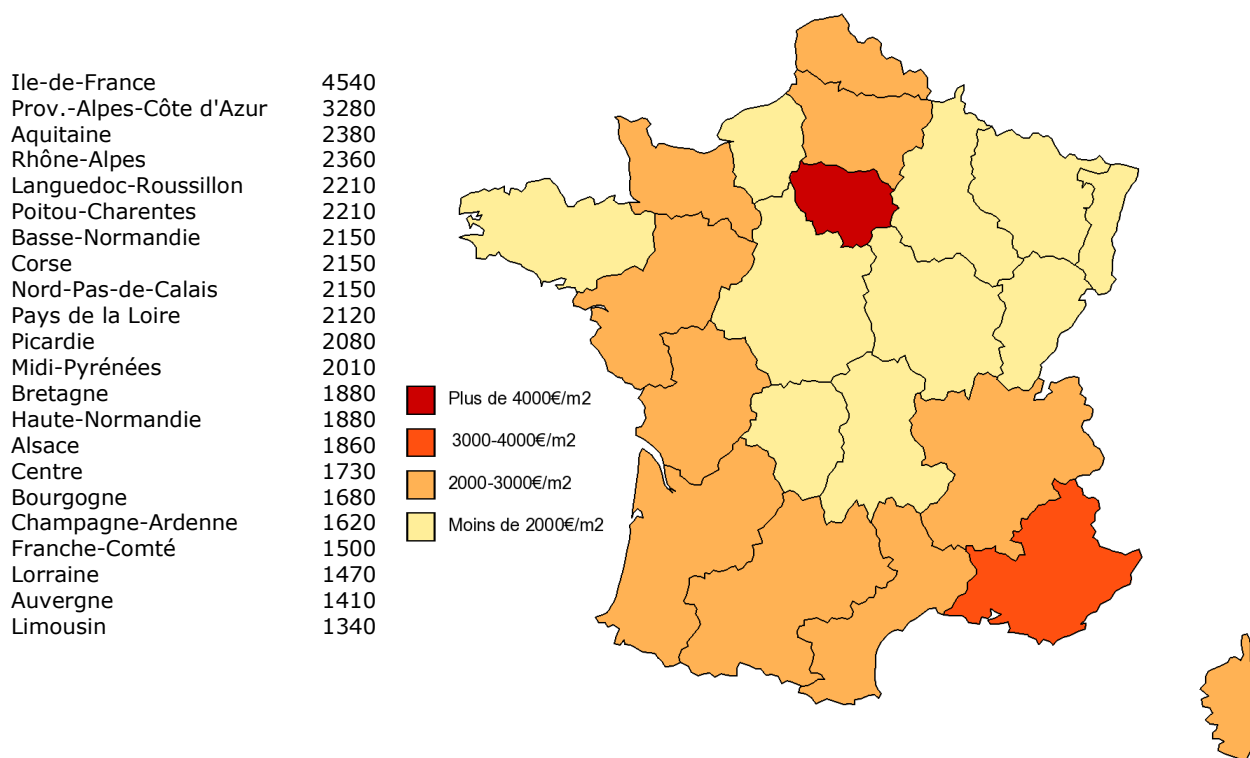 Ile-de-France 4540
Prov.-Alpes-Côte d'Azur 3280
Aquitaine 2380
Rhône-Alpes 2360
Languedoc-Roussillon 2210
Poitou-Charentes 2210
Basse-Normandie 2150
Corse 2150
Nord-Pas-de-Calais 2150
Pays de la Loire 2120
Picardie 2080
Midi-Pyrénées 2010
Bretagne 1880
Haute-Normandie 1880
Alsace 1860
Centre 1730
Bourgogne 1680
Champagne-Ardenne 1620
Franche-Comté 1500
Lorraine 1470
Auvergne 1410
Limousin 1340
Plus de 4000€/m2
3000-4000€/m2
2000-3000€/m2
Moins de 2000€/m2